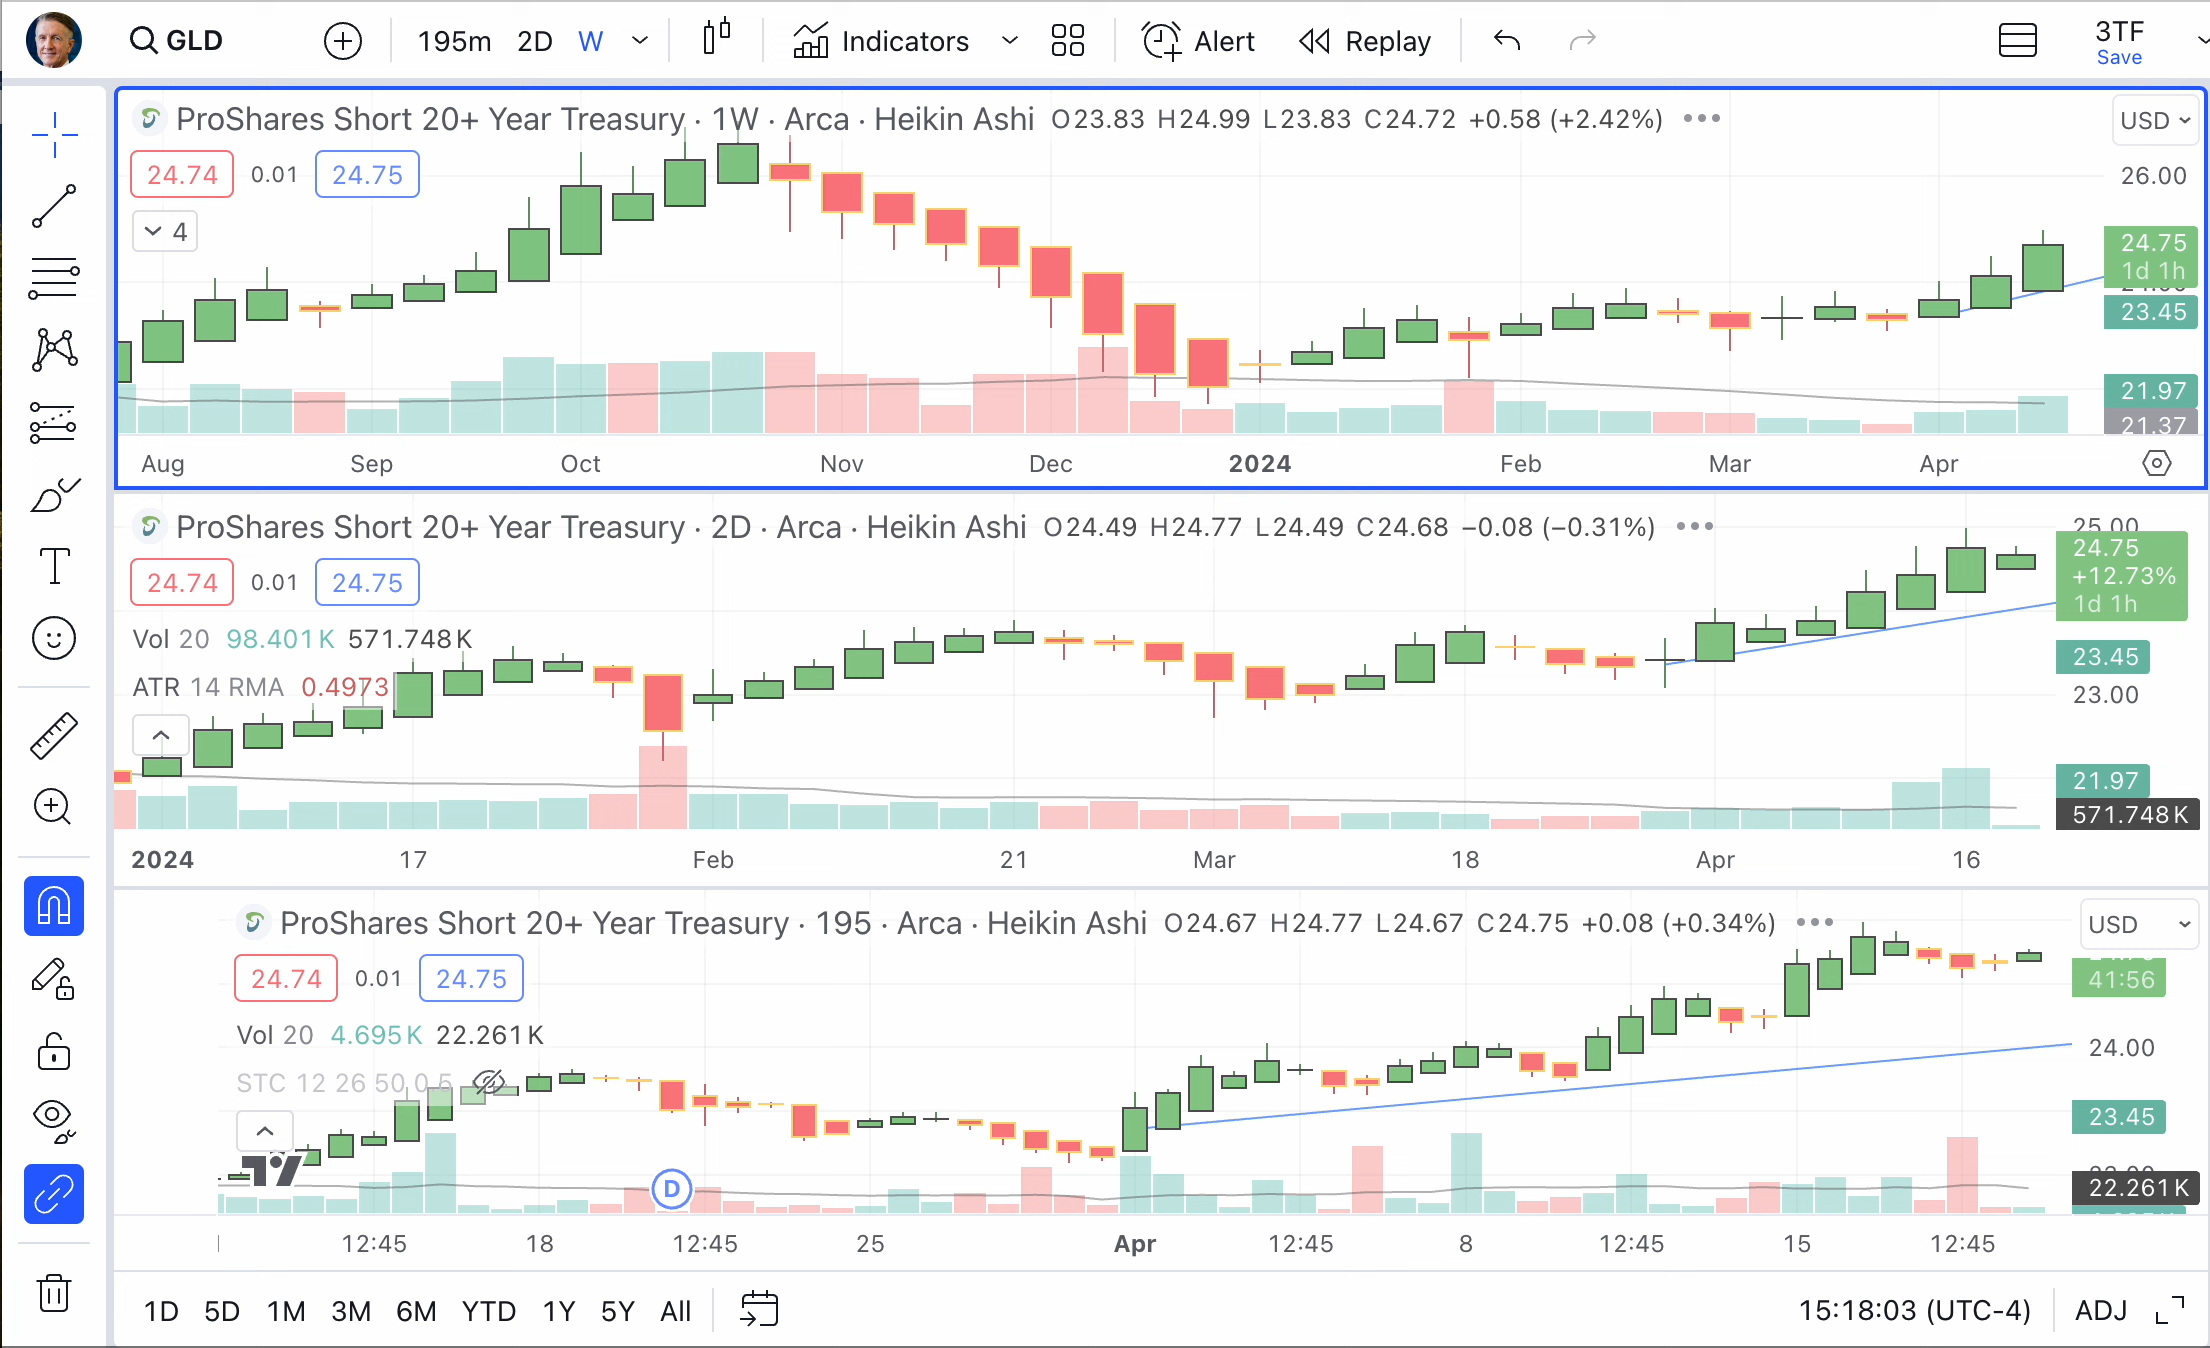 GLD
195m 2D W Indicators Alert Replay 3TF
Save
ProShares Short 20+ Year Treasury · 1W · Arca · Heikin Ashi O23.83 H24.99 L23.83 C24.72 +0.58 (+2.42%)
USD
24.74 0.01 24.75
26.00
4
24.75
1d 1h
23.45
21.97
21.37
Aug Sep Oct Nov Dec 2024 Feb Mar Apr
ProShares Short 20+ Year Treasury · 2D · Arca · Heikin Ashi O24.49 H24.77 L24.49 C24.68 −0.08 (−0.31%)
25.00
24.75
+12.73%
1d 1h
24.74 0.01 24.75
Vol 20 98.401K 571.748K
23.45
ATR 14 RMA 0.4973
23.00
21.97
571.748K
2024 17 Feb 21 Mar 18 Apr 16
ProShares Short 20+ Year Treasury · 195 · Arca · Heikin Ashi O24.67 H24.77 L24.67 C24.75 +0.08 (+0.34%)
USD
24.74 0.01 24.75
41:56
Vol 20 4.695K 22.261K
24.00
STC 12 26 50 0.5
23.45
22.261K
D
12:45 18 12:45 25 Apr 12:45 8 12:45 15 12:45
1D 5D 1M 3M 6M YTD 1Y 5Y All 15:18:03 (UTC-4) ADJ